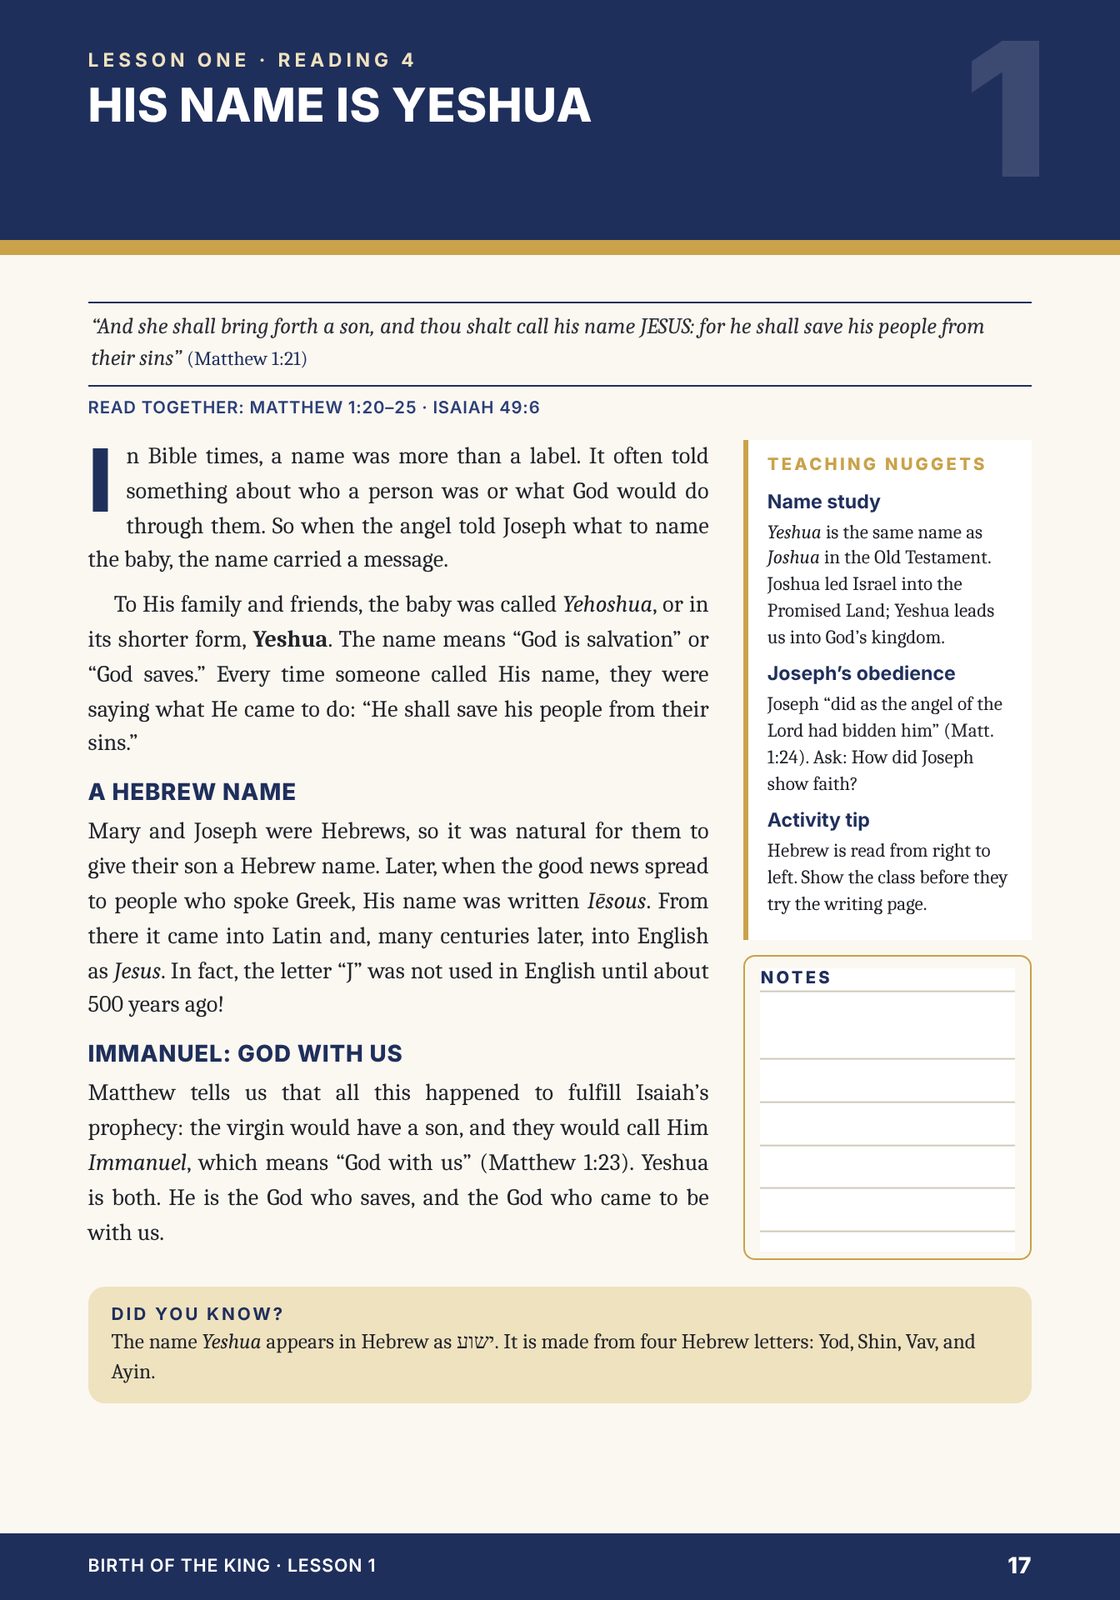 LESSON ONE · READING 4
HIS NAME IS YESHUA
1
“And she shall bring forth a son, and thou shalt call his name JESUS: for he shall save his people from
their sins” (Matthew 1:21)
READ TOGETHER: MATTHEW 1:20–25 · ISAIAH 49:6
In Bible times, a name was more than a label. It often told
something about who a person was or what God would do
through them. So when the angel told Joseph what to name
the baby, the name carried a message.
To His family and friends, the baby was called Yehoshua, or in
its shorter form, Yeshua. The name means “God is salvation” or
“God saves.” Every time someone called His name, they were
saying what He came to do: “He shall save his people from their
sins.”
A HEBREW NAME
Mary and Joseph were Hebrews, so it was natural for them to
give their son a Hebrew name. Later, when the good news spread
to people who spoke Greek, His name was written Iēsous. From
there it came into Latin and, many centuries later, into English
as Jesus. In fact, the letter “J” was not used in English until about
500 years ago!
IMMANUEL: GOD WITH US
Matthew tells us that all this happened to fulfill Isaiah’s
prophecy: the virgin would have a son, and they would call Him
Immanuel, which means “God with us” (Matthew 1:23). Yeshua
is both. He is the God who saves, and the God who came to be
with us.
TEACHING NUGGETS
Name study
Yeshua is the same name as
Joshua in the Old Testament.
Joshua led Israel into the
Promised Land; Yeshua leads
us into God’s kingdom.
Joseph’s obedience
Joseph “did as the angel of the
Lord had bidden him” (Matt.
1:24). Ask: How did Joseph
show faith?
Activity tip
Hebrew is read from right to
left. Show the class before they
try the writing page.
NOTES
DID YOU KNOW?
The name Yeshua appears in Hebrew as ישוע. It is made from four Hebrew letters: Yod, Shin, Vav, and
Ayin.
BIRTH OF THE KING · LESSON 1
17